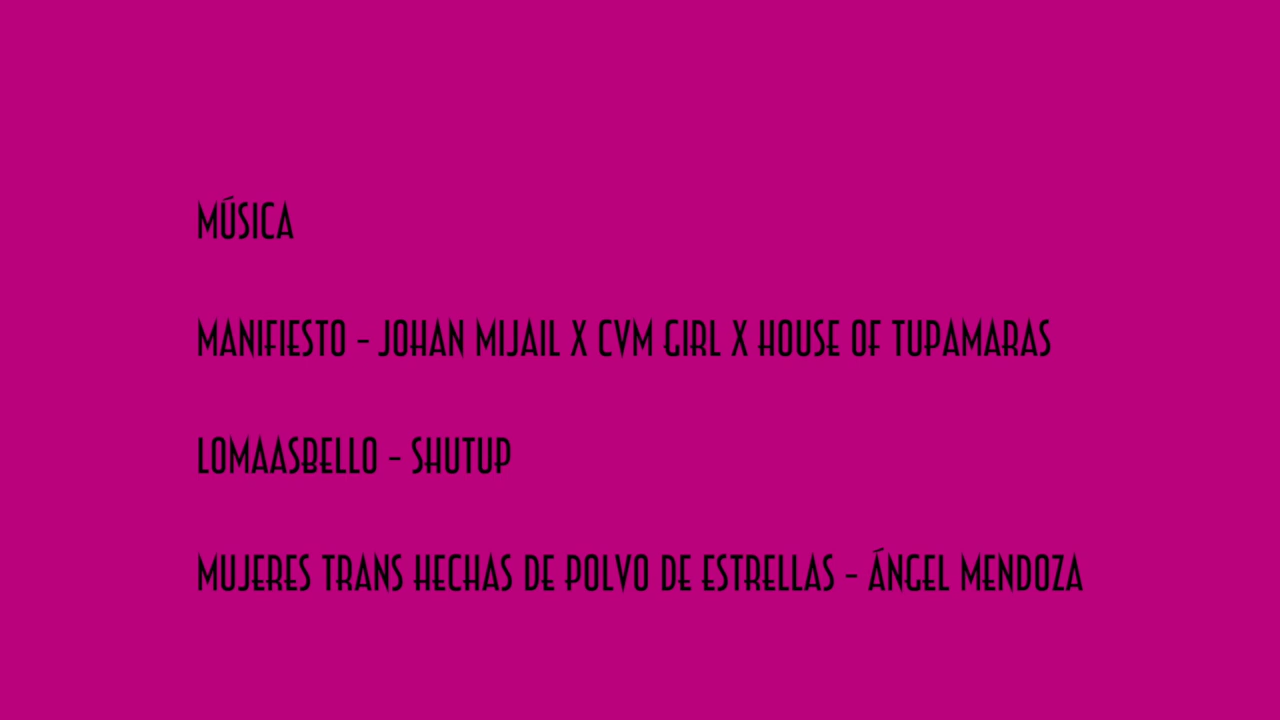 MÚSICA
MANIFIESTO - JOHAN MIJAIL X CVM GIRL X HOUSE OF TUPAMARAS
LOMAASBELLO - SHUTUP
MUJERES TRANS HECHAS DE POLVO DE ESTRELLAS - ÁNGEL MENDOZA